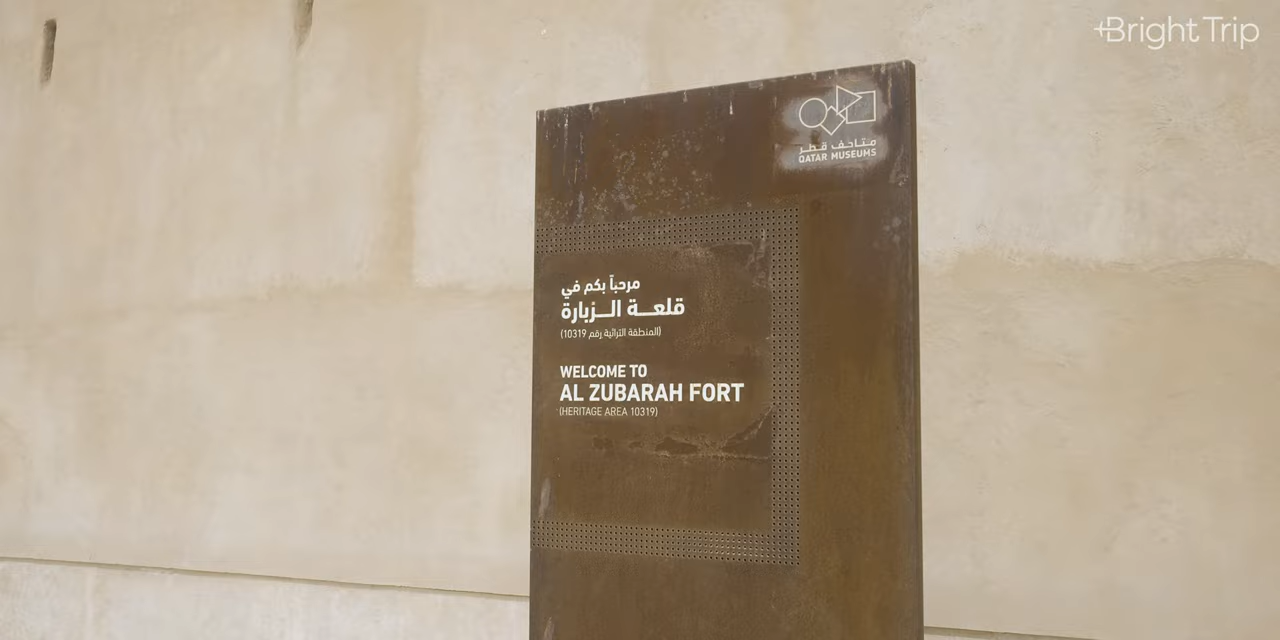 +Bright Trip
متاحف قطر
QATAR MUSEUMS
مرحباً بكم في
قلعة الزبارة
(المنطقة التراثية رقم 10319)
WELCOME TO
AL ZUBARAH FORT
(HERITAGE AREA 10319)